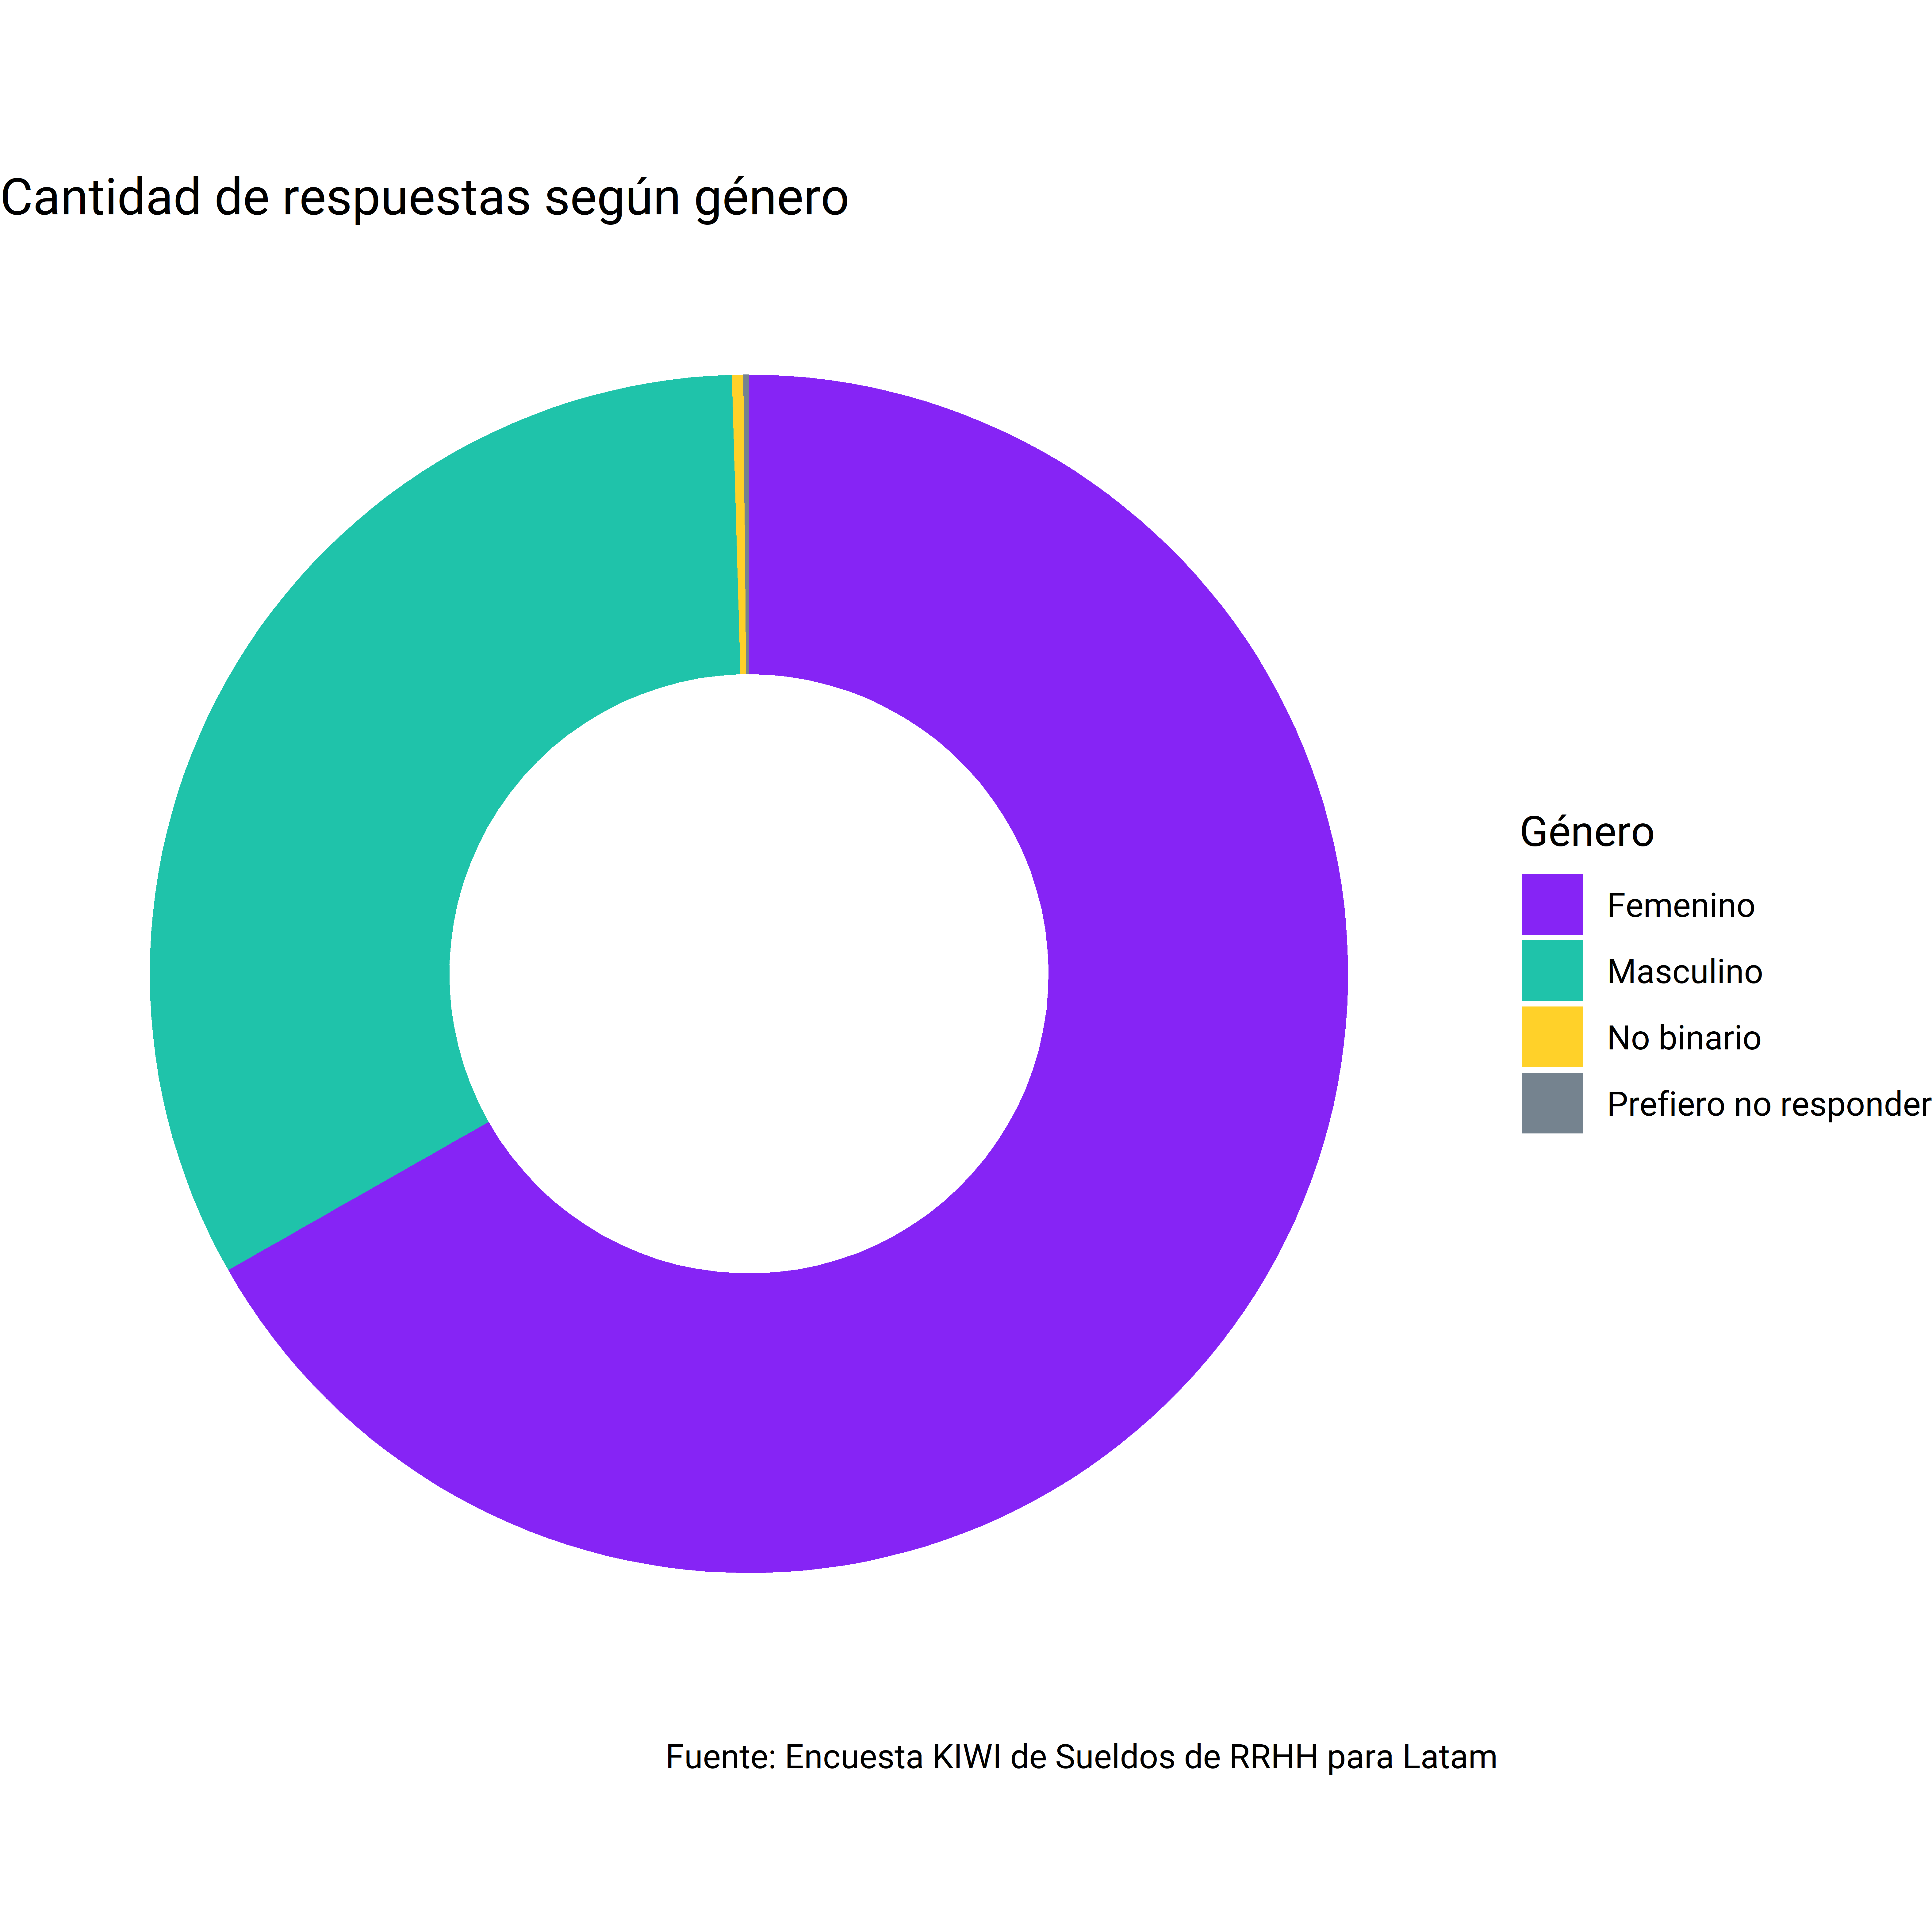 Cantidad de respuestas según género
Género
Femenino
Masculino
No binario
Prefiero no responder
Fuente: Encuesta KIWI de Sueldos de RRHH para Latam